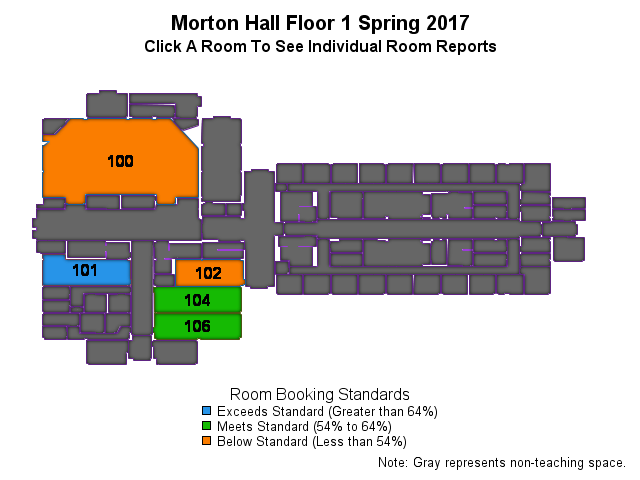 Morton Hall Floor 1 Spring 2017
Click A Room To See Individual Room Reports
100
101
102
104
106
Room Booking Standards
Exceeds Standard (Greater than 64%)
Meets Standard (54% to 64%)
Below Standard (Less than 54%)
Note: Gray represents non-teaching space.